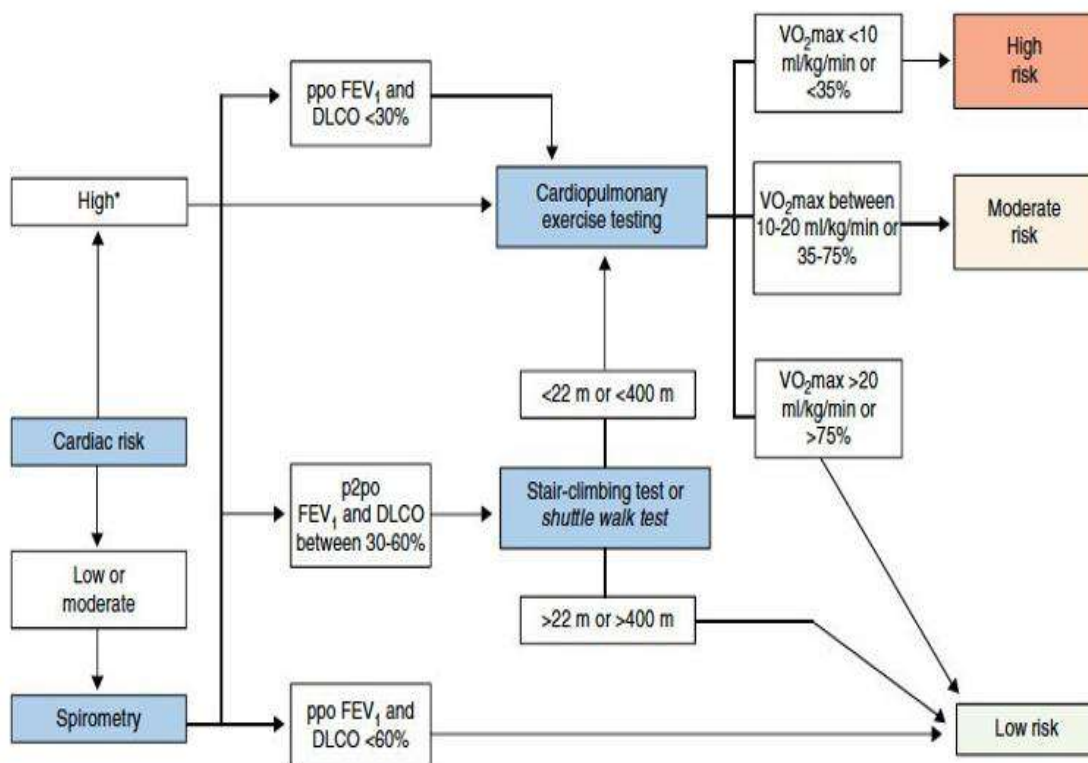 VO₂max <10
ml/kg/min or
<35%
High
risk
ppo FEV₁ and
DLCO <30%
High*
Cardiopulmonary
exercise testing
VO₂max between
10-20 ml/kg/min or
35-75%
Moderate
risk
<22 m or <400 m
VO₂max >20
ml/kg/min or
>75%
Cardiac risk
p2po
FEV₁ and DLCO
between 30-60%
Stair-climbing test or
shuttle walk test
Low or
moderate
>22 m or >400 m
Spirometry
ppo FEV₁ and
DLCO <60%
Low risk